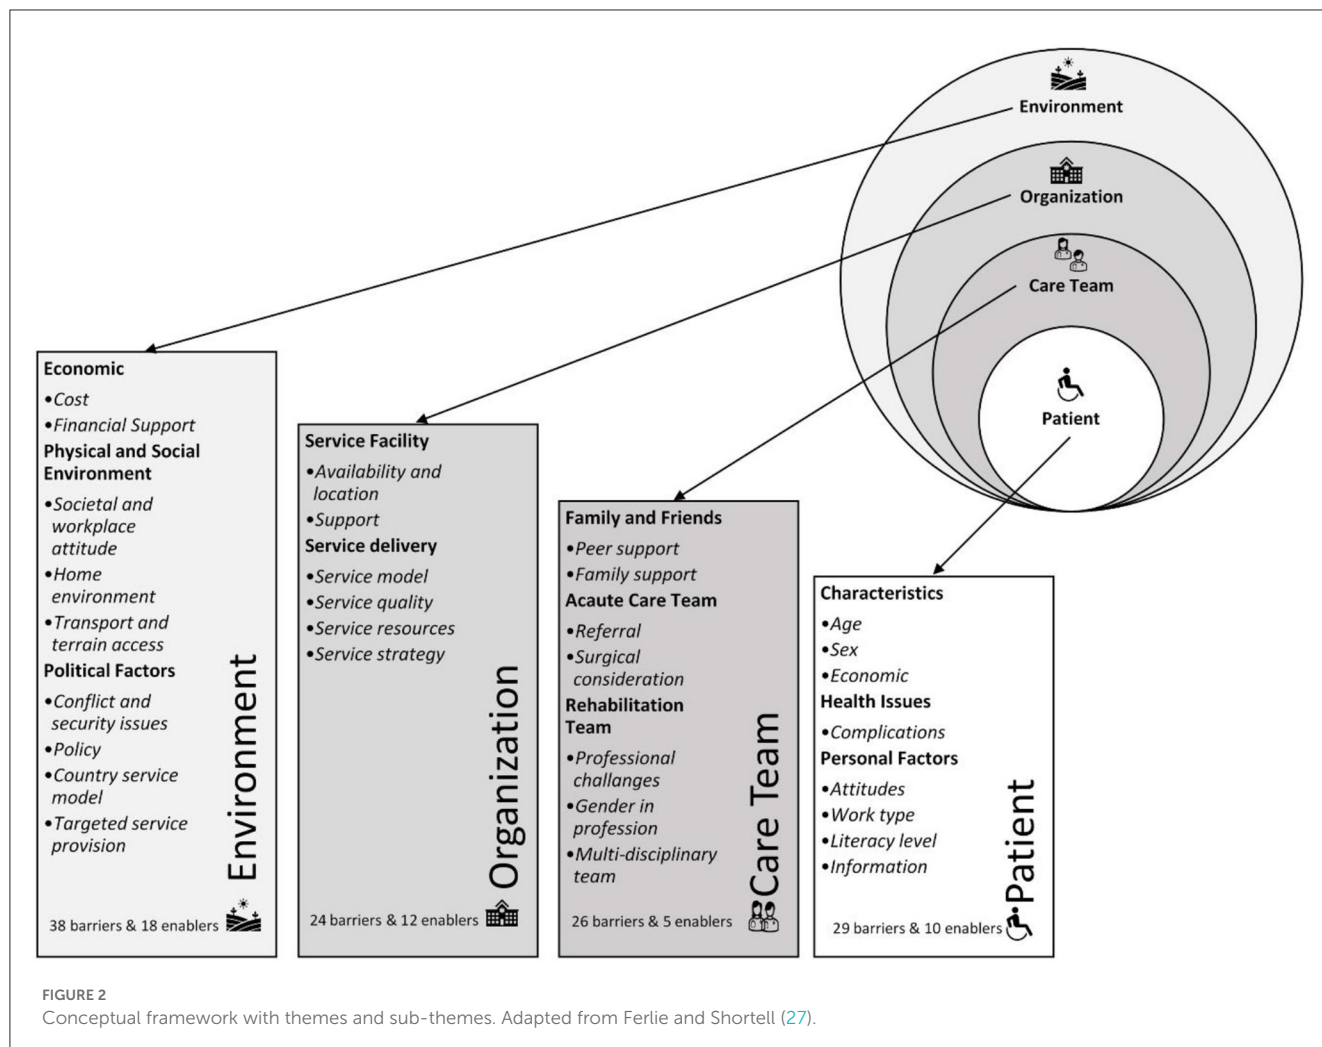 Environment
Organization
Care Team
Patient
Economic
•Cost
•Financial Support
Physical and Social
Environment
•Societal and
workplace
attitude
•Home
environment
•Transport and
terrain access
Political Factors
•Conflict and
security issues
•Policy
•Country service
model
•Targeted service
provision
Environment
38 barriers & 18 enablers
Service Facility
•Availability and
location
•Support
Service delivery
•Service model
•Service quality
•Service resources
•Service strategy
Organization
24 barriers & 12 enablers
Family and Friends
•Peer support
•Family support
Acaute Care Team
•Referral
•Surgical
consideration
Rehabilitation
Team
•Professional
challanges
•Gender in
profession
•Multi-disciplinary
team
Care Team
26 barriers & 5 enablers
Characteristics
•Age
•Sex
•Economic
Health Issues
•Complications
Personal Factors
•Attitudes
•Work type
•Literacy level
•Information
Patient
29 barriers & 10 enablers
FIGURE 2
Conceptual framework with themes and sub-themes. Adapted from Ferlie and Shortell (27).